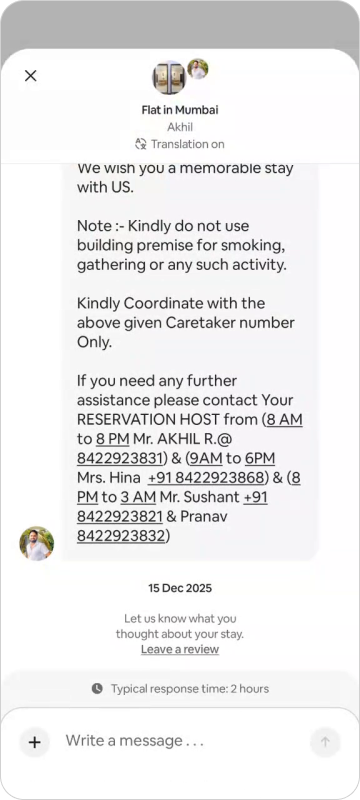 Flat in Mumbai
Akhil
Translation on
We wish you a memorable stay
with US.
Note :- Kindly do not use
building premise for smoking,
gathering or any such activity.
Kindly Coordinate with the
above given Caretaker number
Only.
If you need any further
assistance please contact Your
RESERVATION HOST from (8 AM
to 8 PM Mr. AKHIL R.@
8422923831) & (9AM to 6PM
Mrs. Hina  +91 8422923868) & (8
PM to 3 AM Mr. Sushant +91
8422923821 & Pranav
8422923832)
15 Dec 2025
Let us know what you
thought about your stay.
Leave a review
Typical response time: 2 hours
Write a message . . .